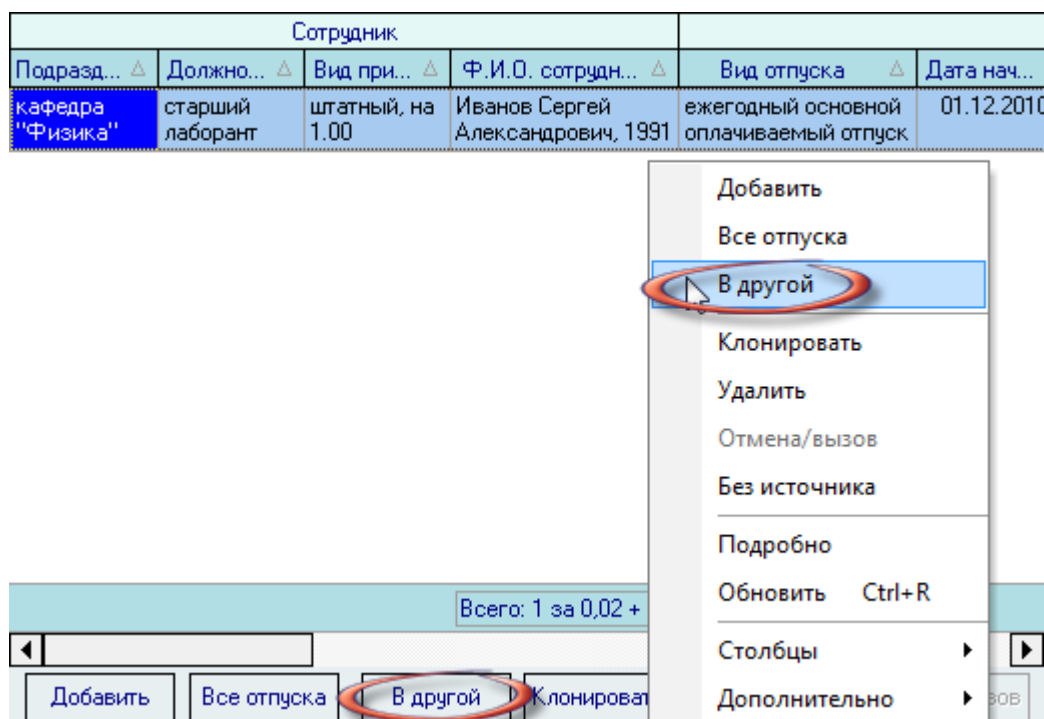 Сотрудник
Подразд... Должно... Вид при... Ф.И.О. сотрудн... Вид отпуска Дата нач...
кафедра "Физика"
старший лаборант
штатный, на 1.00
Иванов Сергей Александрович, 1991
ежегодный основной оплачиваемый отпуск
01.12.2010
Добавить
Все отпуска
В другой
Клонировать
Удалить
Отмена/вызов
Без источника
Подробно
Обновить Ctrl+R
Столбцы
Дополнительно
Всего: 1 за 0,02 +
Добавить Все отпуска В другой Клонироват зов